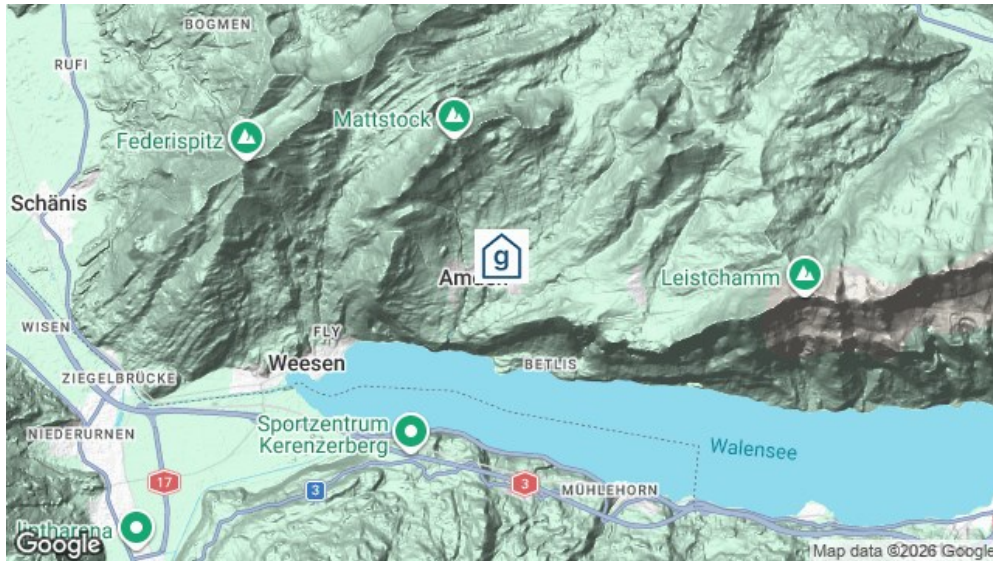 BOGMEN
RUFI
Mattstock
Federispitz
Schänis
g
Leistchamm
WISEN
FLY
Weesen
BETLIS
ZIEGELBRÜCKE
Sportzentrum
Kerenzerberg
Walensee
NIEDERURNEN
17
3
3
MÜHLEHORN
Google
Map data ©2026 Google